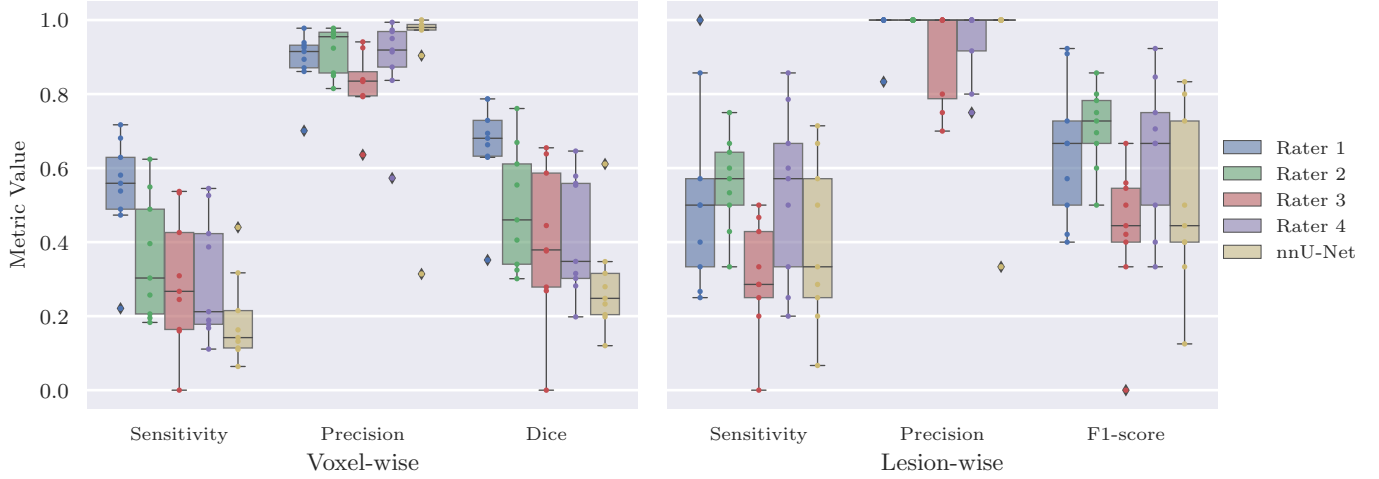 Metric Value
1.0
0.8
0.6
0.4
0.2
0.0
Sensitivity Precision Dice
Voxel-wise
Sensitivity Precision F1-score
Lesion-wise
Rater 1
Rater 2
Rater 3
Rater 4
nnU-Net